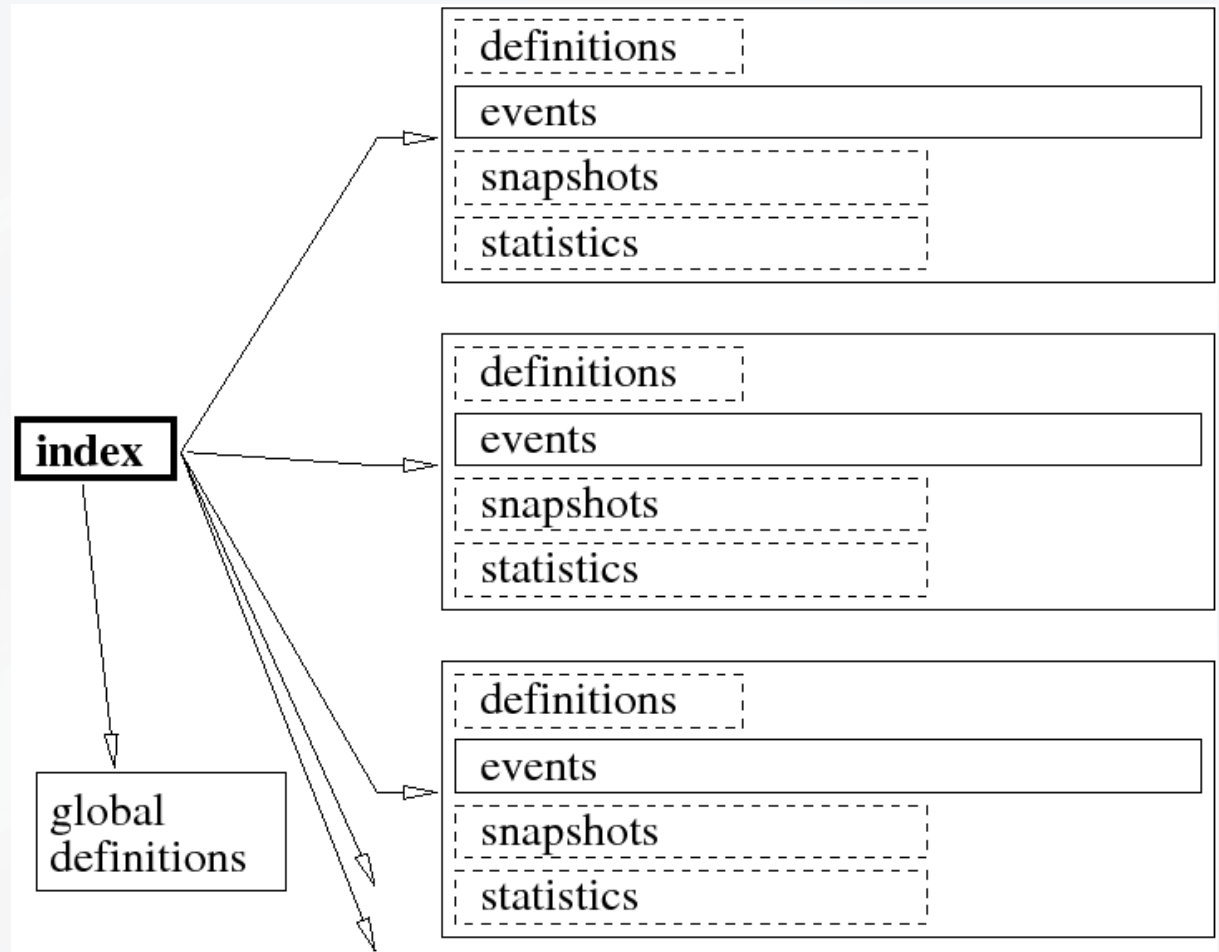 definitions
events
snapshots
statistics
definitions
events
snapshots
statistics
index
definitions
events
snapshots
statistics
global
definitions